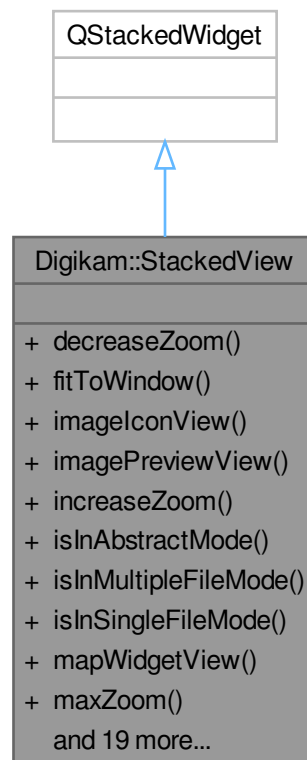 QStackedWidget
Digikam::StackedView
+ decreaseZoom()
+ fitToWindow()
+ imageIconView()
+ imagePreviewView()
+ increaseZoom()
+ isInAbstractMode()
+ isInMultipleFileMode()
+ isInSingleFileMode()
+ mapWidgetView()
+ maxZoom()
and 19 more...